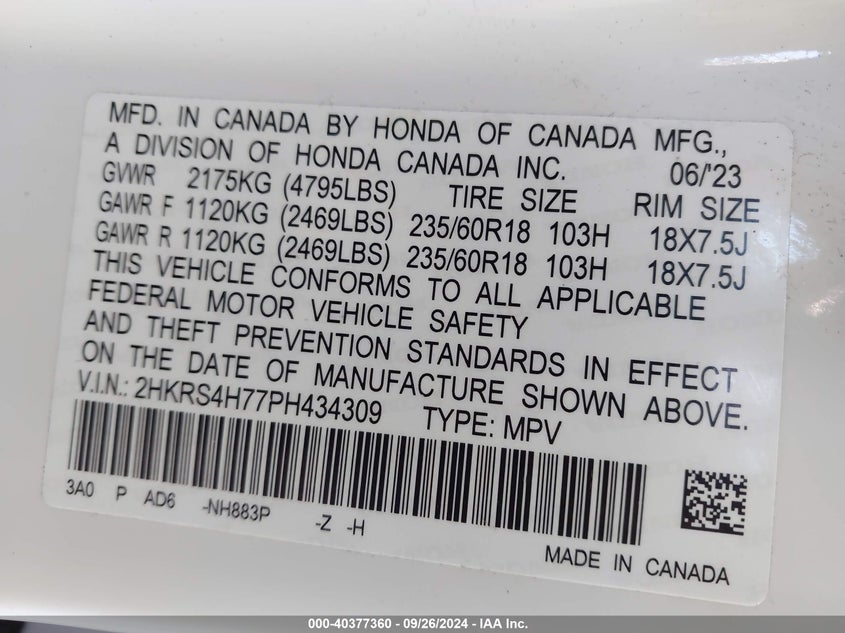 MFD. IN CANADA BY HONDA OF CANADA MFG.,
A DIVISION OF HONDA CANADA INC. 06/'23
GVWR 2175KG (4795LBS) TIRE SIZE RIM SIZE
GAWR F 1120KG (2469LBS) 235/60R18 103H 18X7.5J
GAWR R 1120KG (2469LBS) 235/60R18 103H 18X7.5J
THIS VEHICLE CONFORMS TO ALL APPLICABLE
FEDERAL MOTOR VEHICLE SAFETY
AND THEFT PREVENTION STANDARDS IN EFFECT
ON THE DATE OF MANUFACTURE SHOWN ABOVE.
V.I.N.: 2HKRS4H77PH434309 TYPE: MPV
3A0 P AD6 -NH883P -Z -H
MADE IN CANADA
000-40377360 - 09/26/2024 - IAA Inc.